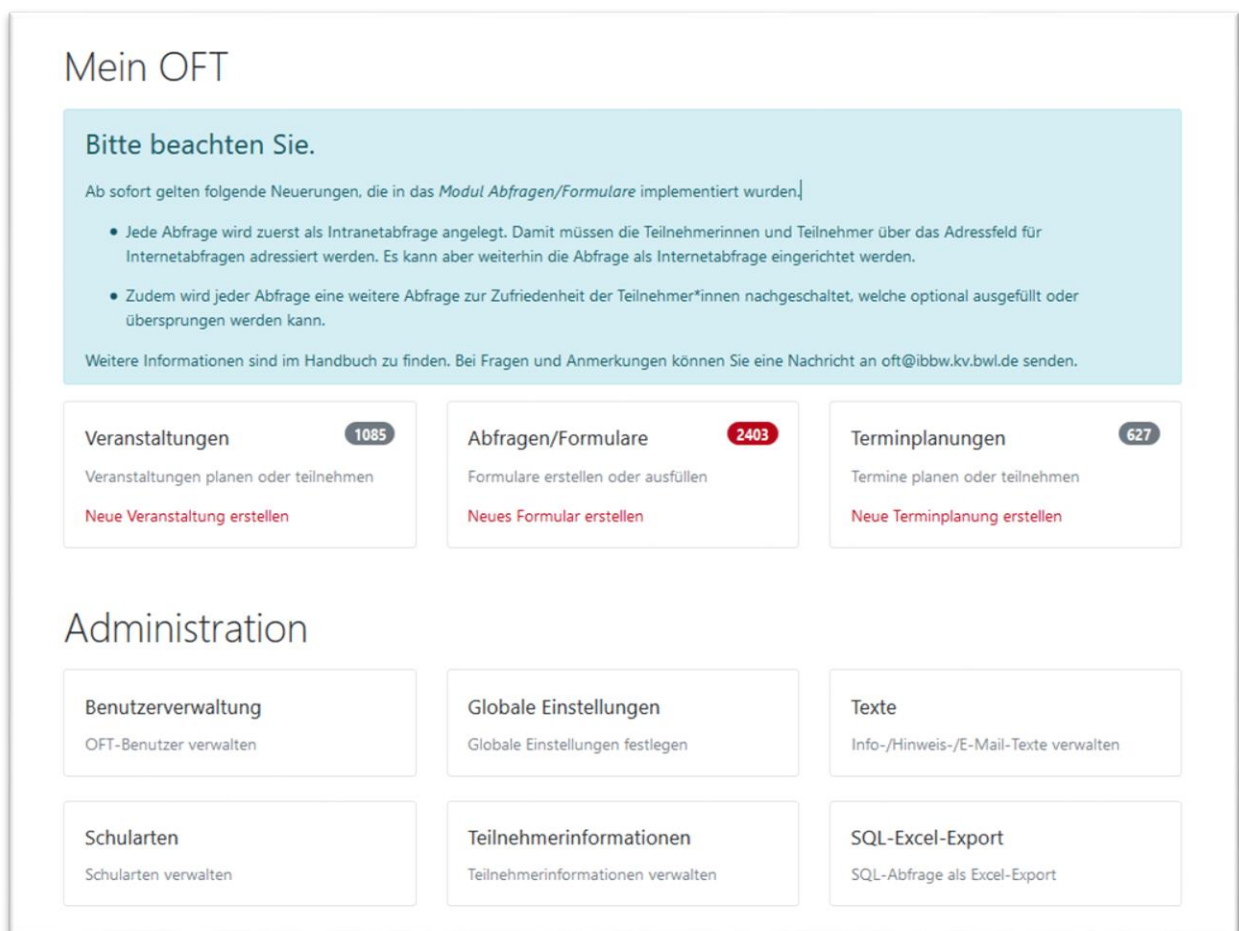 Mein OFT
Bitte beachten Sie.
Ab sofort gelten folgende Neuerungen, die in das Modul Abfragen/Formulare implementiert wurden.
• Jede Abfrage wird zuerst als Intranetabfrage angelegt. Damit müssen die Teilnehmerinnen und Teilnehmer über das Adressfeld für
Internetabfragen adressiert werden. Es kann aber weiterhin die Abfrage als Internetabfrage eingerichtet werden.
• Zudem wird jeder Abfrage eine weitere Abfrage zur Zufriedenheit der Teilnehmer*innen nachgeschaltet, welche optional ausgefüllt oder
übersprungen werden kann.
Weitere Informationen sind im Handbuch zu finden. Bei Fragen und Anmerkungen können Sie eine Nachricht an oft@ibbw.kv.bwl.de senden.
Veranstaltungen 1085
Veranstaltungen planen oder teilnehmen
Neue Veranstaltung erstellen
Abfragen/Formulare 2403
Formulare erstellen oder ausfüllen
Neues Formular erstellen
Terminplanungen 627
Termine planen oder teilnehmen
Neue Terminplanung erstellen
Administration
Benutzerverwaltung
OFT-Benutzer verwalten
Globale Einstellungen
Globale Einstellungen festlegen
Texte
Info-/Hinweis-/E-Mail-Texte verwalten
Schularten
Schularten verwalten
Teilnehmerinformationen
Teilnehmerinformationen verwalten
SQL-Excel-Export
SQL-Abfrage als Excel-Export